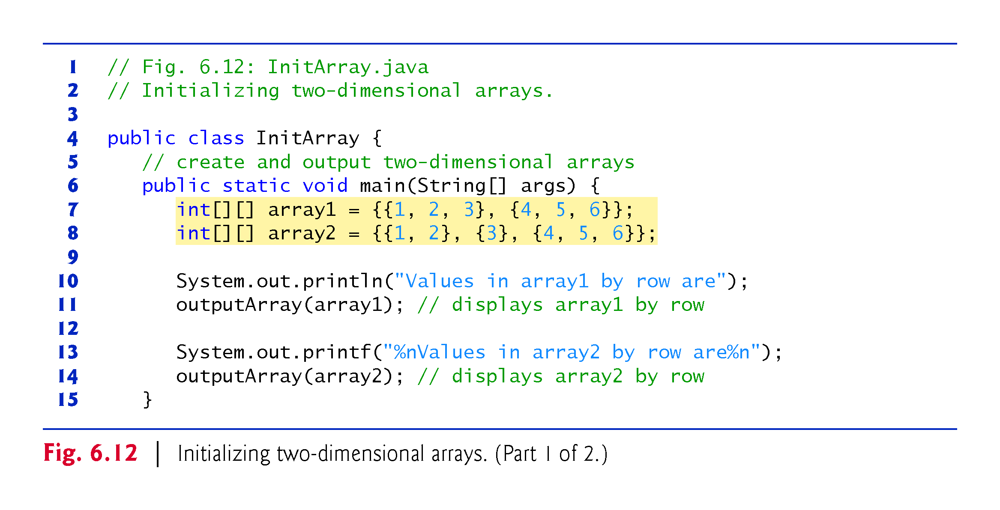 1 // Fig. 6.12: InitArray.java
2 // Initializing two-dimensional arrays.
3
4 public class InitArray {
5    // create and output two-dimensional arrays
6    public static void main(String[] args) {
7       int[][] array1 = {{1, 2, 3}, {4, 5, 6}};
8       int[][] array2 = {{1, 2}, {3}, {4, 5, 6}};
9
10       System.out.println("Values in array1 by row are");
11       outputArray(array1); // displays array1 by row
12
13       System.out.printf("%nValues in array2 by row are%n");
14       outputArray(array2); // displays array2 by row
15    }
Fig. 6.12 | Initializing two-dimensional arrays. (Part 1 of 2.)